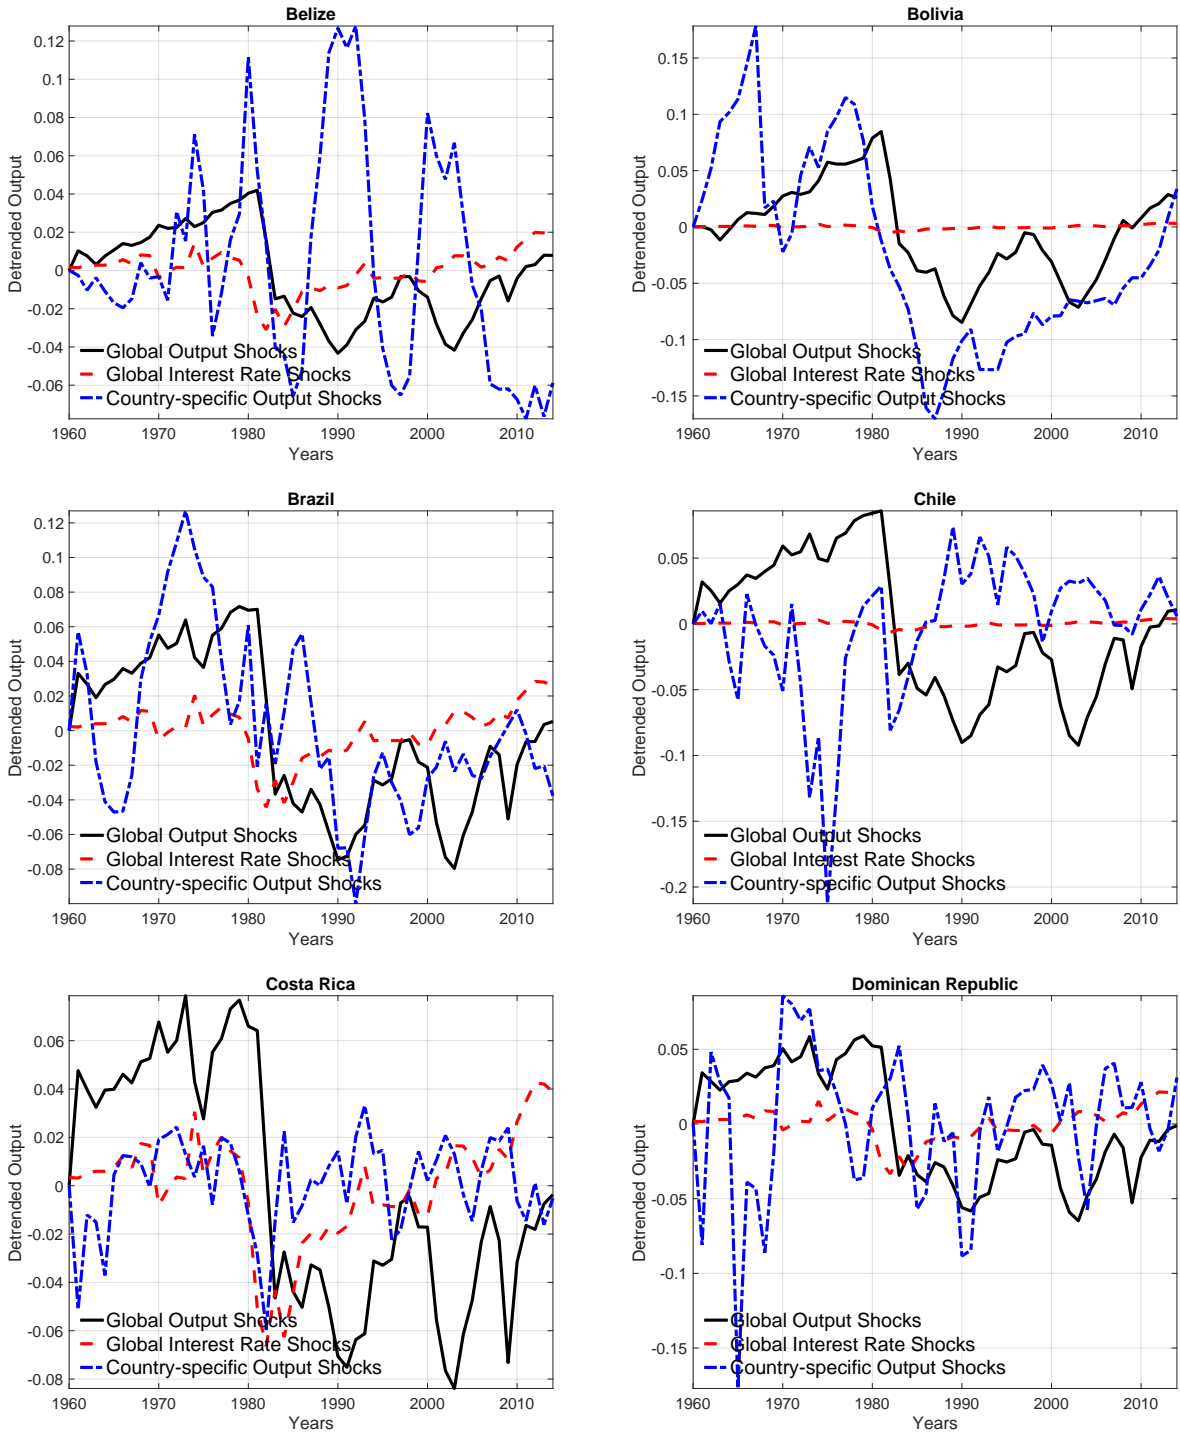 Belize
Detrended Output
0.12
0.1
0.08
0.06
0.04
0.02
0
-0.02
-0.04
-0.06
Global Output Shocks
Global Interest Rate Shocks
Country-specific Output Shocks
1960 1970 1980 1990 2000 2010
Years
Bolivia
Detrended Output
0.15
0.1
0.05
0
-0.05
-0.1
-0.15
Global Output Shocks
Global Interest Rate Shocks
Country-specific Output Shocks
1960 1970 1980 1990 2000 2010
Years
Brazil
Detrended Output
0.12
0.1
0.08
0.06
0.04
0.02
0
-0.02
-0.04
-0.06
-0.08
Global Output Shocks
Global Interest Rate Shocks
Country-specific Output Shocks
1960 1970 1980 1990 2000 2010
Years
Chile
Detrended Output
0.05
0
-0.05
-0.1
-0.15
-0.2
Global Output Shocks
Global Interest Rate Shocks
Country-specific Output Shocks
1960 1970 1980 1990 2000 2010
Years
Costa Rica
Detrended Output
0.06
0.04
0.02
0
-0.02
-0.04
-0.06
-0.08
Global Output Shocks
Global Interest Rate Shocks
Country-specific Output Shocks
1960 1970 1980 1990 2000 2010
Years
Dominican Republic
Detrended Output
0.05
0
-0.05
-0.1
-0.15
Global Output Shocks
Global Interest Rate Shocks
Country-specific Output Shocks
1960 1970 1980 1990 2000 2010
Years